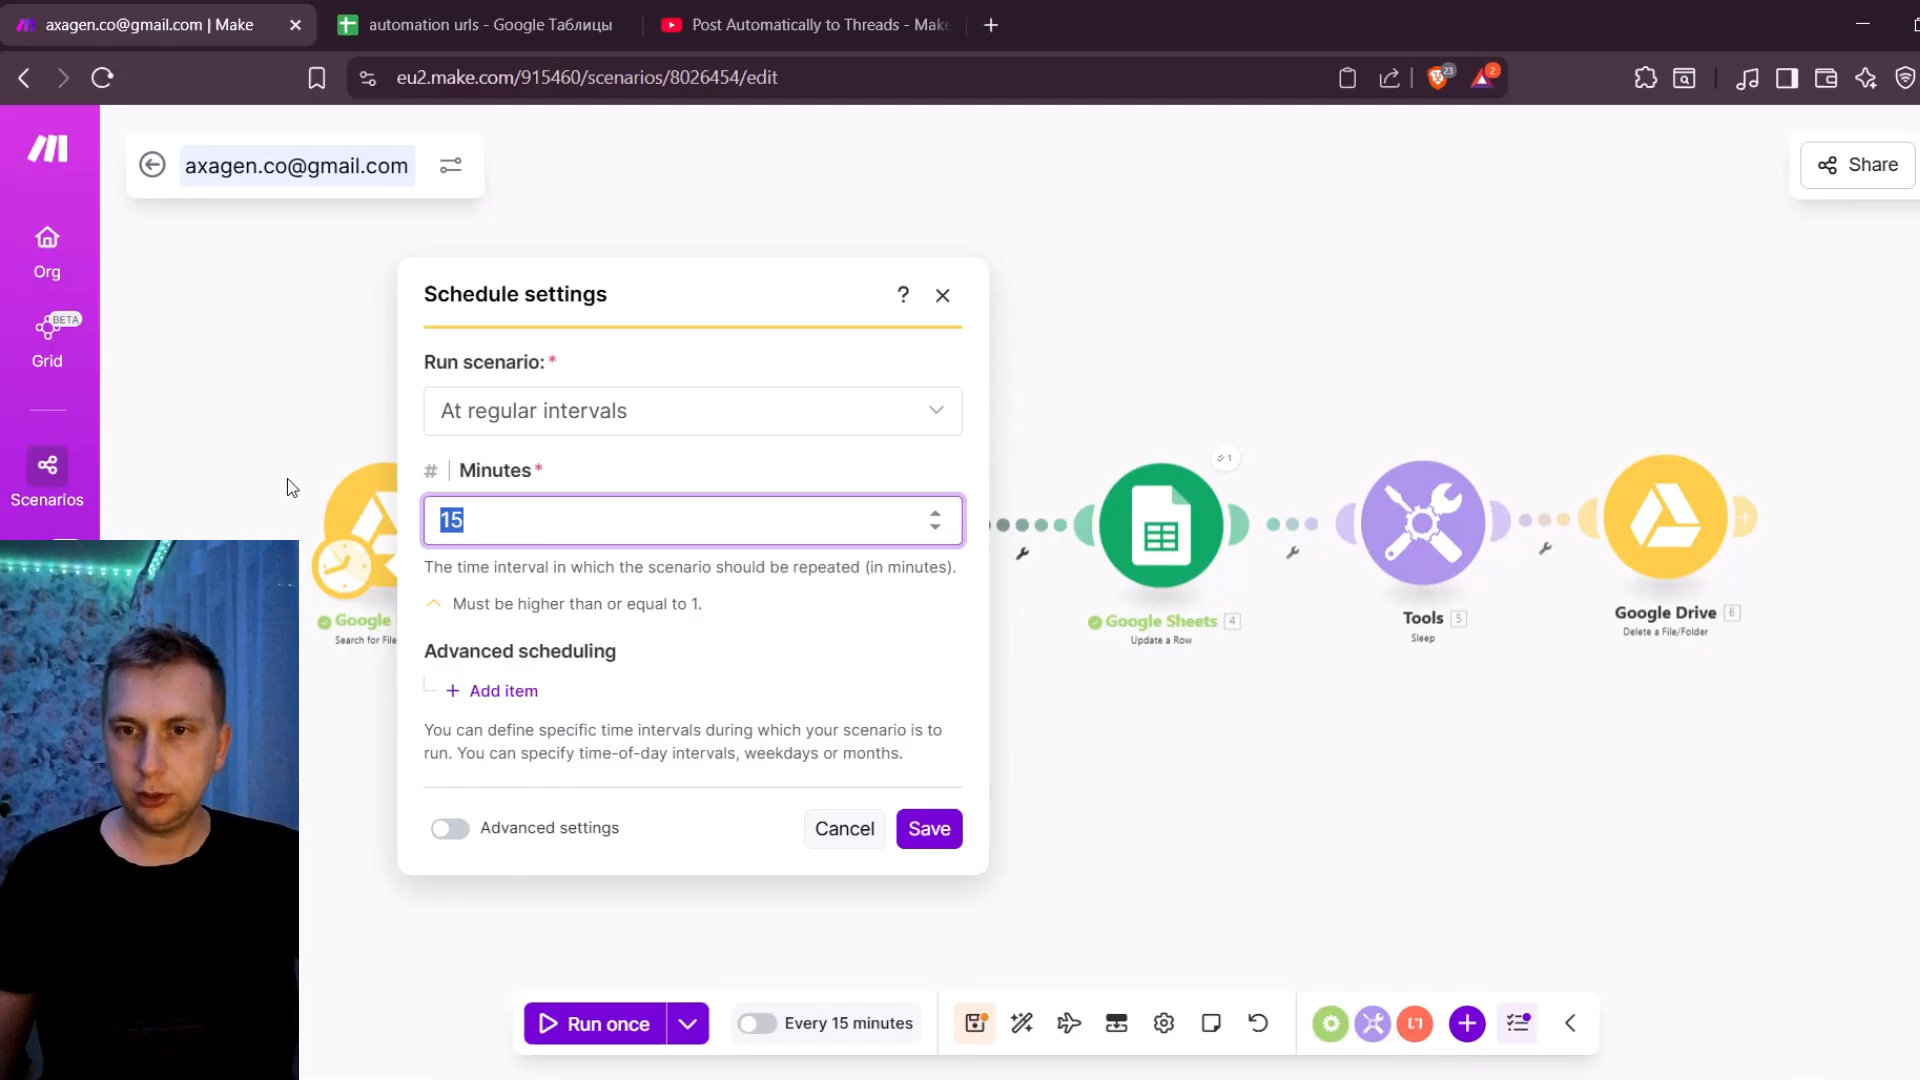 axagen.co@gmail.com | Make
automation urls - Google Таблицы
Post Automatically to Threads - Make
eu2.make.com/915460/scenarios/8026454/edit
23
2
axagen.co@gmail.com
Share
Org
BETA
Grid
Scenarios
Schedule settings
?
Run scenario: *
At regular intervals
# Minutes *
15
The time interval in which the scenario should be repeated (in minutes).
Must be higher than or equal to 1.
Advanced scheduling
+ Add item
You can define specific time intervals during which your scenario is to
run. You can specify time-of-day intervals, weekdays or months.
Advanced settings
Cancel
Save
Google
Search for File
1
Google Sheets 4
Update a Row
Tools 5
Sleep
Google Drive 6
Delete a File/Folder
Run once
Every 15 minutes